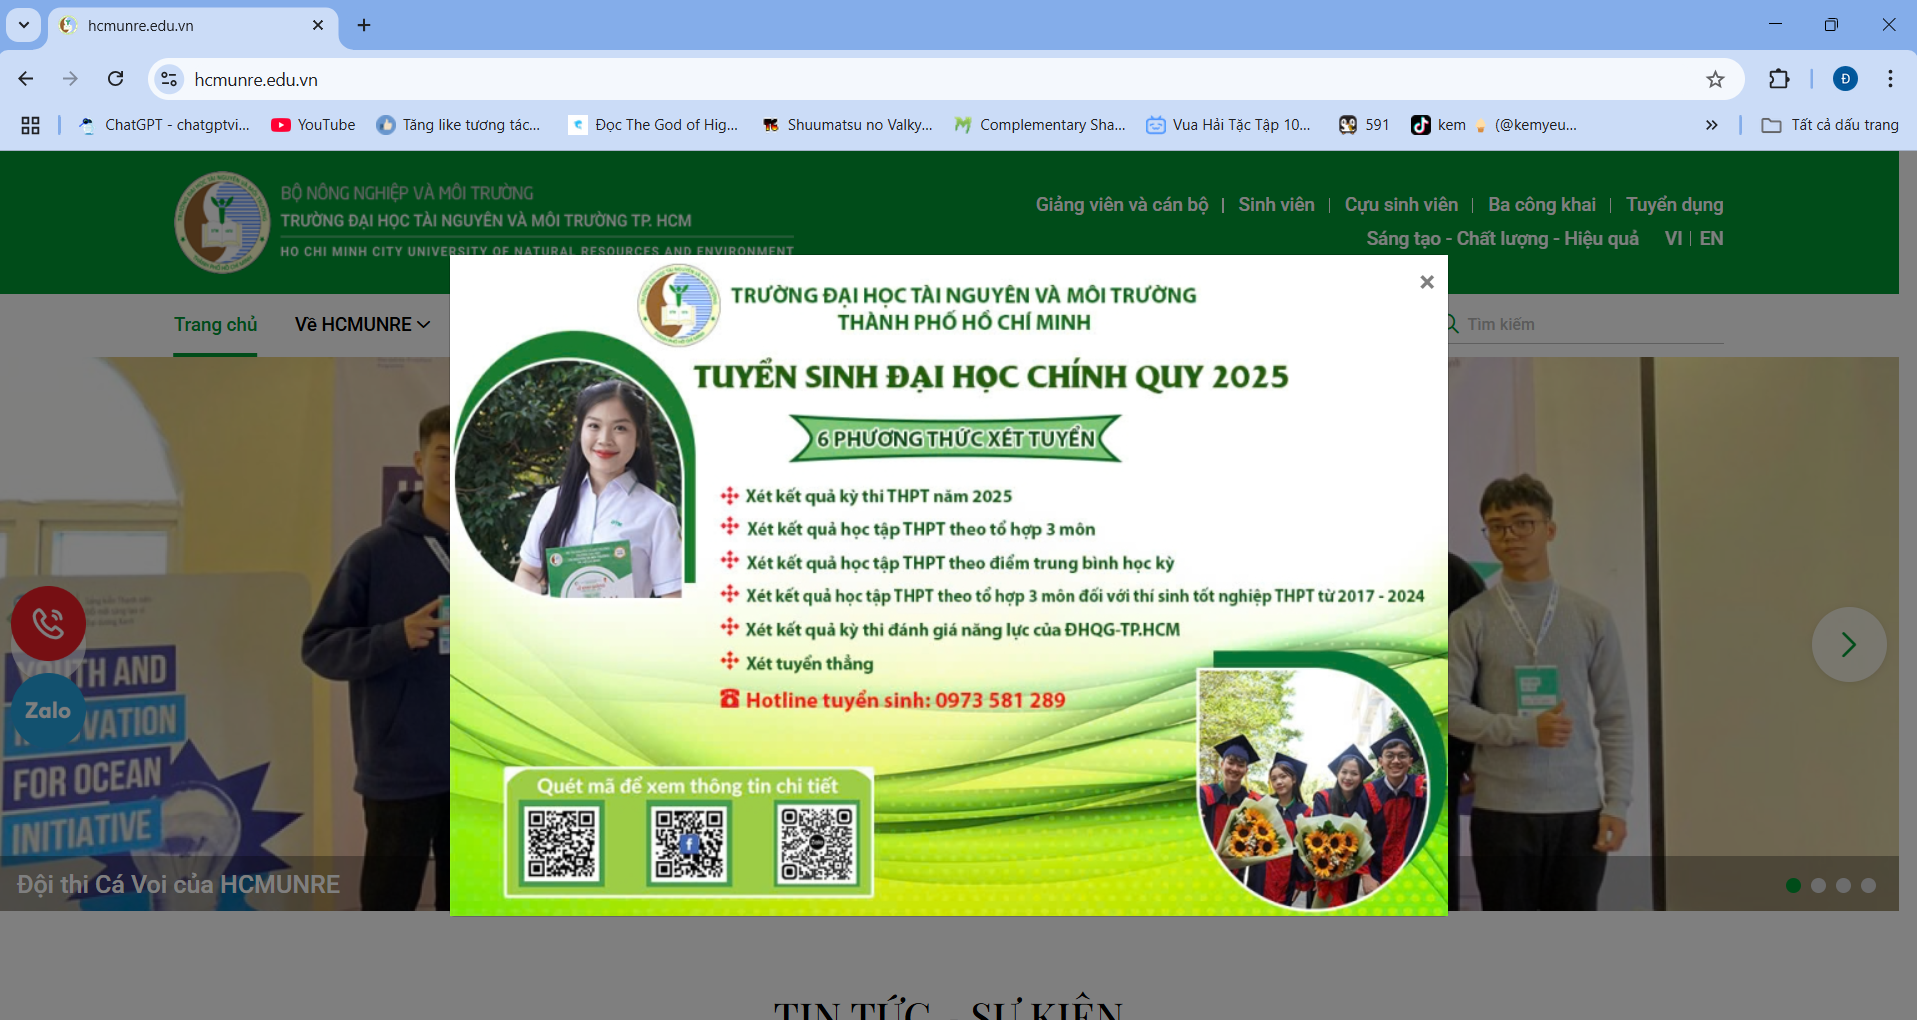 hcmunre.edu.vn
hcmunre.edu.vn
ChatGPT - chatgptvi...
YouTube
Tăng like tương tác...
Đọc The God of Hig...
Shuumatsu no Valky...
Complementary Sha...
Vua Hải Tặc Tập 10...
591
kem (@kemyeu...
Tất cả dấu trang
BỘ NÔNG NGHIỆP VÀ MÔI TRƯỜNG
TRƯỜNG ĐẠI HỌC TÀI NGUYÊN VÀ MÔI TRƯỜNG TP. HCM
HO CHI MINH CITY UNIVERSITY OF NATURAL RESOURCES AND ENVIRONMENT
Giảng viên và cán bộ | Sinh viên | Cựu sinh viên | Ba công khai | Tuyển dụng
Sáng tạo - Chất lượng - Hiệu quả VI | EN
Trang chủ
Về HCMUNRE
Tìm kiếm
TRƯỜNG ĐẠI HỌC TÀI NGUYÊN VÀ MÔI TRƯỜNG
THÀNH PHỐ HỒ CHÍ MINH
TUYỂN SINH ĐẠI HỌC CHÍNH QUY 2025
6 PHƯƠNG THỨC XÉT TUYỂN
Xét kết quả kỳ thi THPT năm 2025
Xét kết quả học tập THPT theo tổ hợp 3 môn
Xét kết quả học tập THPT theo điểm trung bình học kỳ
Xét kết quả học tập THPT theo tổ hợp 3 môn đối với thí sinh tốt nghiệp THPT từ 2017 - 2024
Xét kết quả kỳ thi đánh giá năng lực của ĐHQG-TP.HCM
Xét tuyển thẳng
Hotline tuyển sinh: 0973 581 289
Quét mã để xem thông tin chi tiết
Zalo
YOUTH AND
FOR OCEAN
INITIATIVE
Đội thi Cá Voi của HCMUNRE
TIN TỨC - SỰ KIỆN